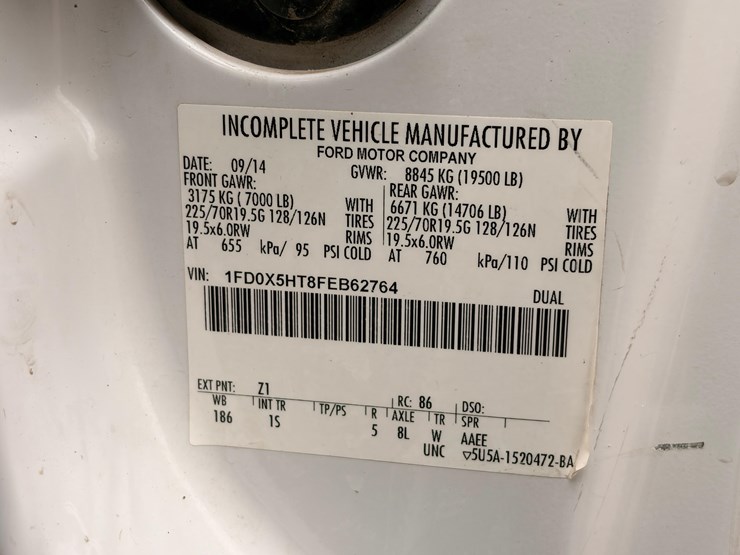 INCOMPLETE VEHICLE MANUFACTURED BY
FORD MOTOR COMPANY
DATE: 09/14 GVWR: 8845 KG (19500 LB)
FRONT GAWR: REAR GAWR:
3175 KG ( 7000 LB) WITH 6671 KG (14706 LB) WITH
225/70R19.5G 128/126N TIRES 225/70R19.5G 128/126N TIRES
19.5x6.0RW RIMS 19.5x6.0RW RIMS
AT 655 kPa/ 95 PSI COLD AT 760 kPa/110 PSI COLD
VIN: 1FD0X5HT8FEB62764 DUAL
EXT PNT: Z1 RC: 86 DSO:
WB INT TR TP/PS R AXLE TR SPR
186 1S 5 8L W AAEE
UNC ▽5U5A-1520472-BA